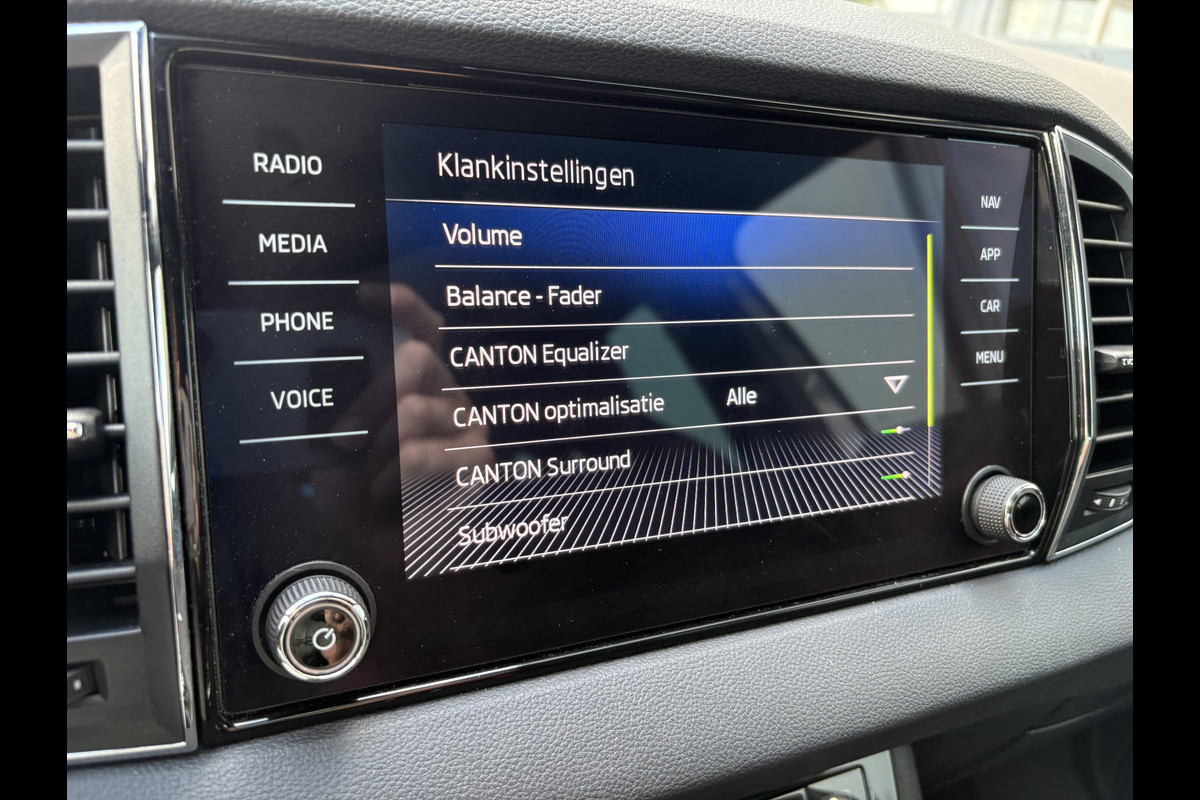 RADIO
MEDIA
PHONE
VOICE
Klankinstellingen
Volume
Balance - Fader
CANTON Equalizer
CANTON optimalisatie Alle
CANTON Surround
Subwoofer
NAV
APP
CAR
MENU